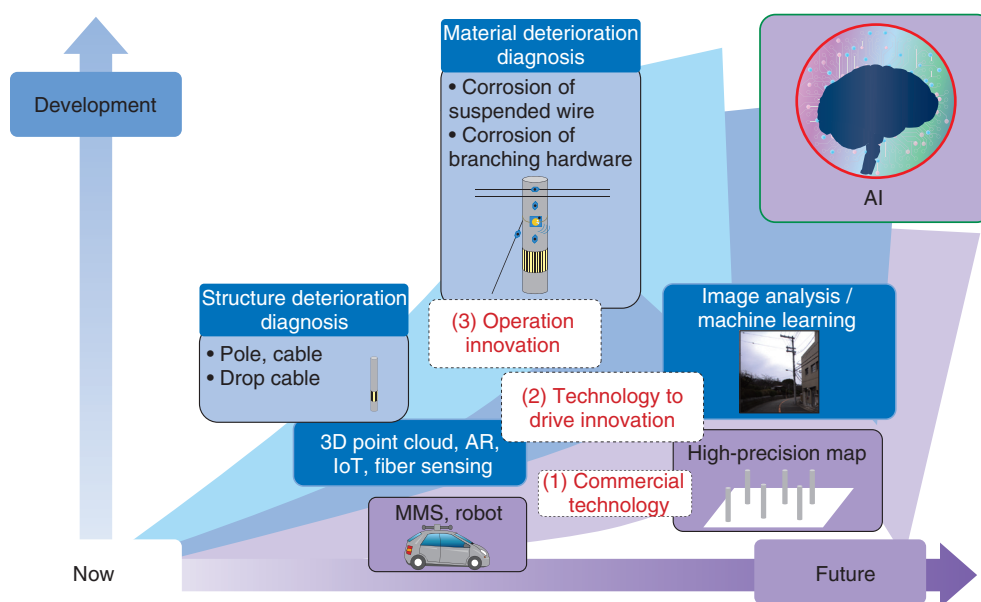 Development
Material deterioration
diagnosis
• Corrosion of
suspended wire
• Corrosion of
branching hardware
AI
Structure deterioration
diagnosis
• Pole, cable
• Drop cable
(3) Operation
innovation
Image analysis /
machine learning
(2) Technology to
drive innovation
3D point cloud, AR,
IoT, fiber sensing
High-precision map
(1) Commercial
technology
MMS, robot
Now
Future